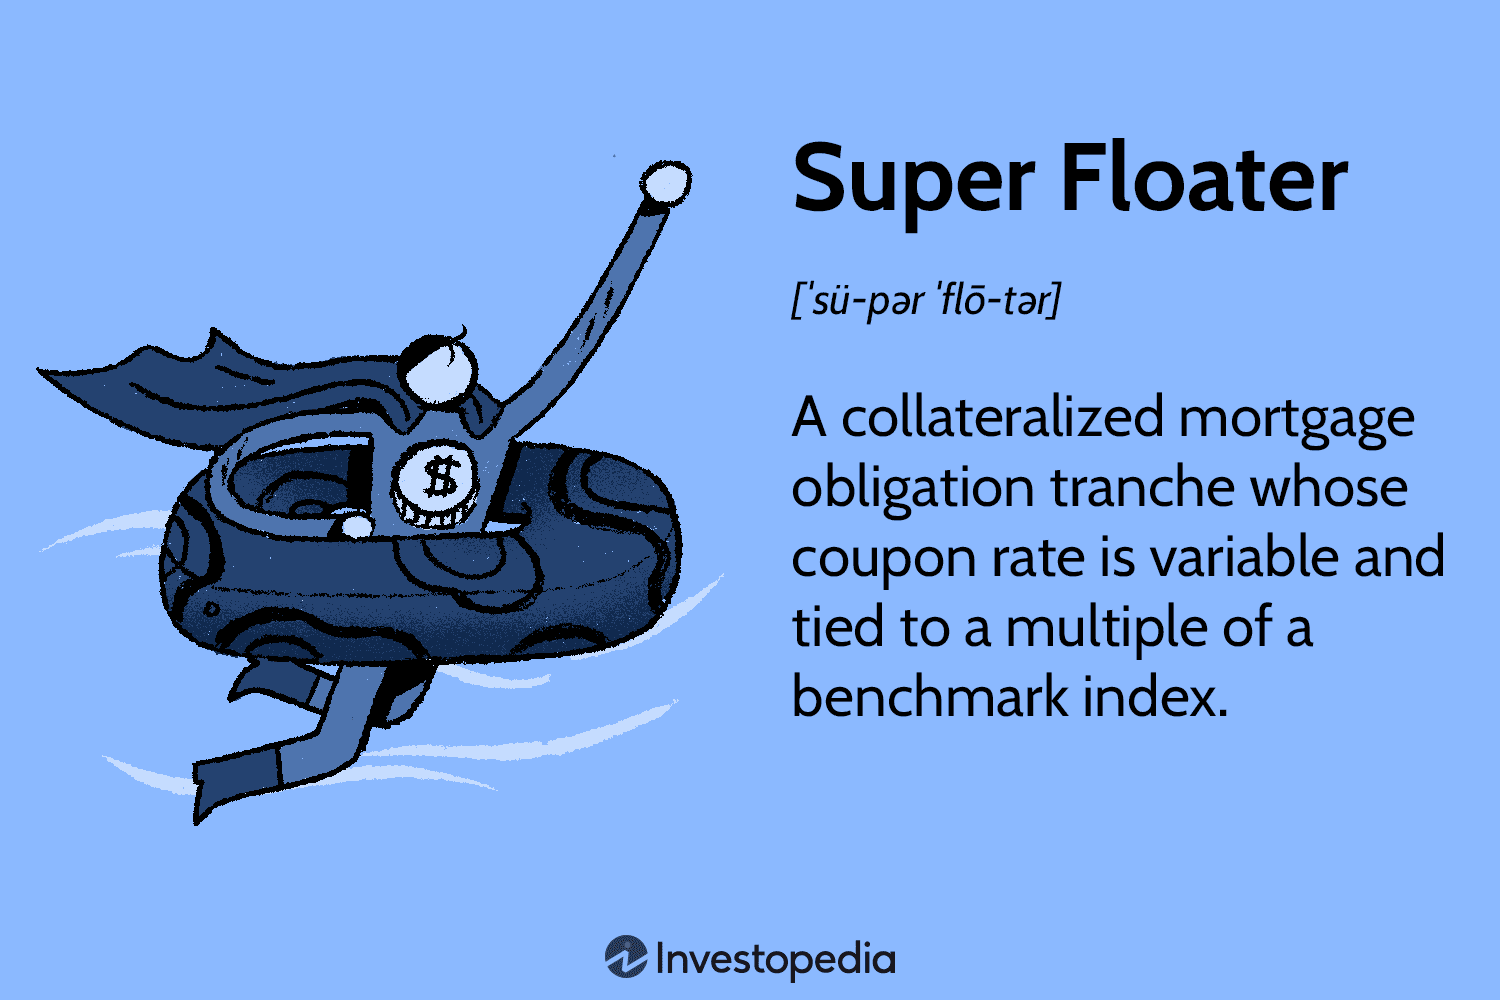 Super Floater
[ˈsü-pər ˈflō-tər]
A collateralized mortgage
obligation tranche whose
coupon rate is variable and
tied to a multiple of a
benchmark index.
$
Investopedia